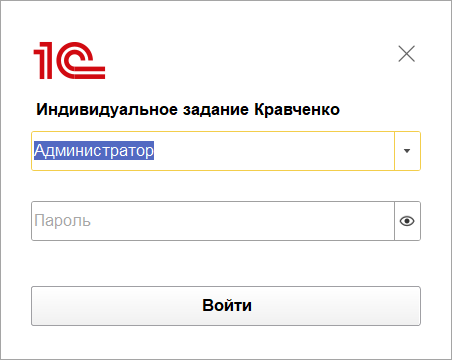 1С
Индивидуальное задание Кравченко
Администратор
Пароль
Войти